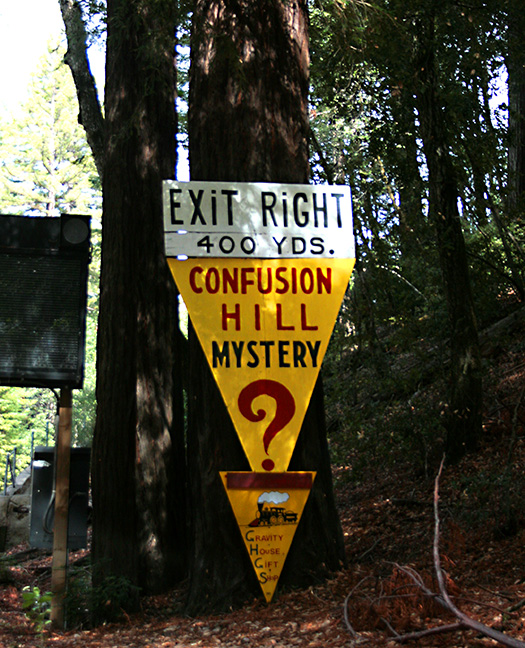 EXiT RiGHT
400 YDS.
CONFUSION
HILL
MYSTERY
?
GRAVITY
HOUSE
GIFT
SHOP